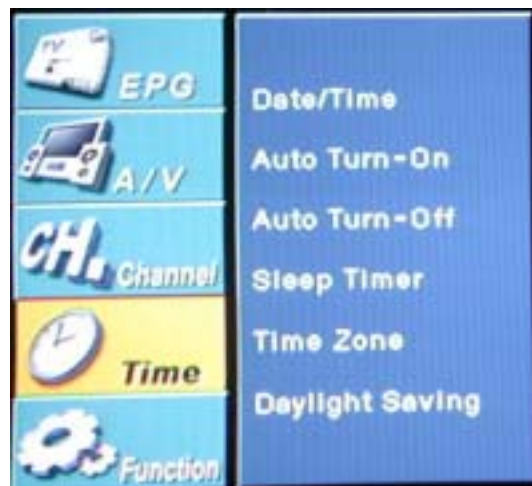 TV
EPG
A/V
CH. Channel
Time
Function
Date/Time
Auto Turn-On
Auto Turn-Off
Sleep Timer
Time Zone
Daylight Saving